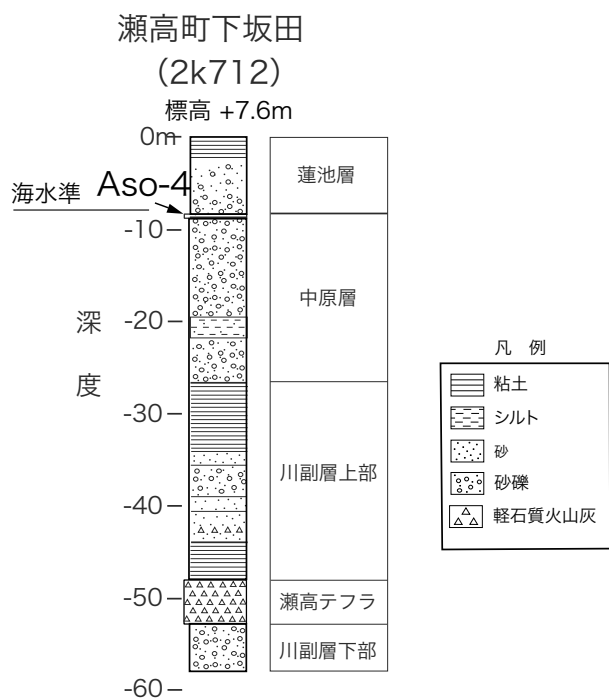 瀬高町下坂田
（2k712）
標高 +7.6m
0m
蓮池層
Aso-4
海水準
-10
中原層
-20
深
度
凡 例
粘土
-30
シルト
砂
川副層上部
砂礫
-40
軽石質火山灰
-50
瀬高テフラ
川副層下部
-60